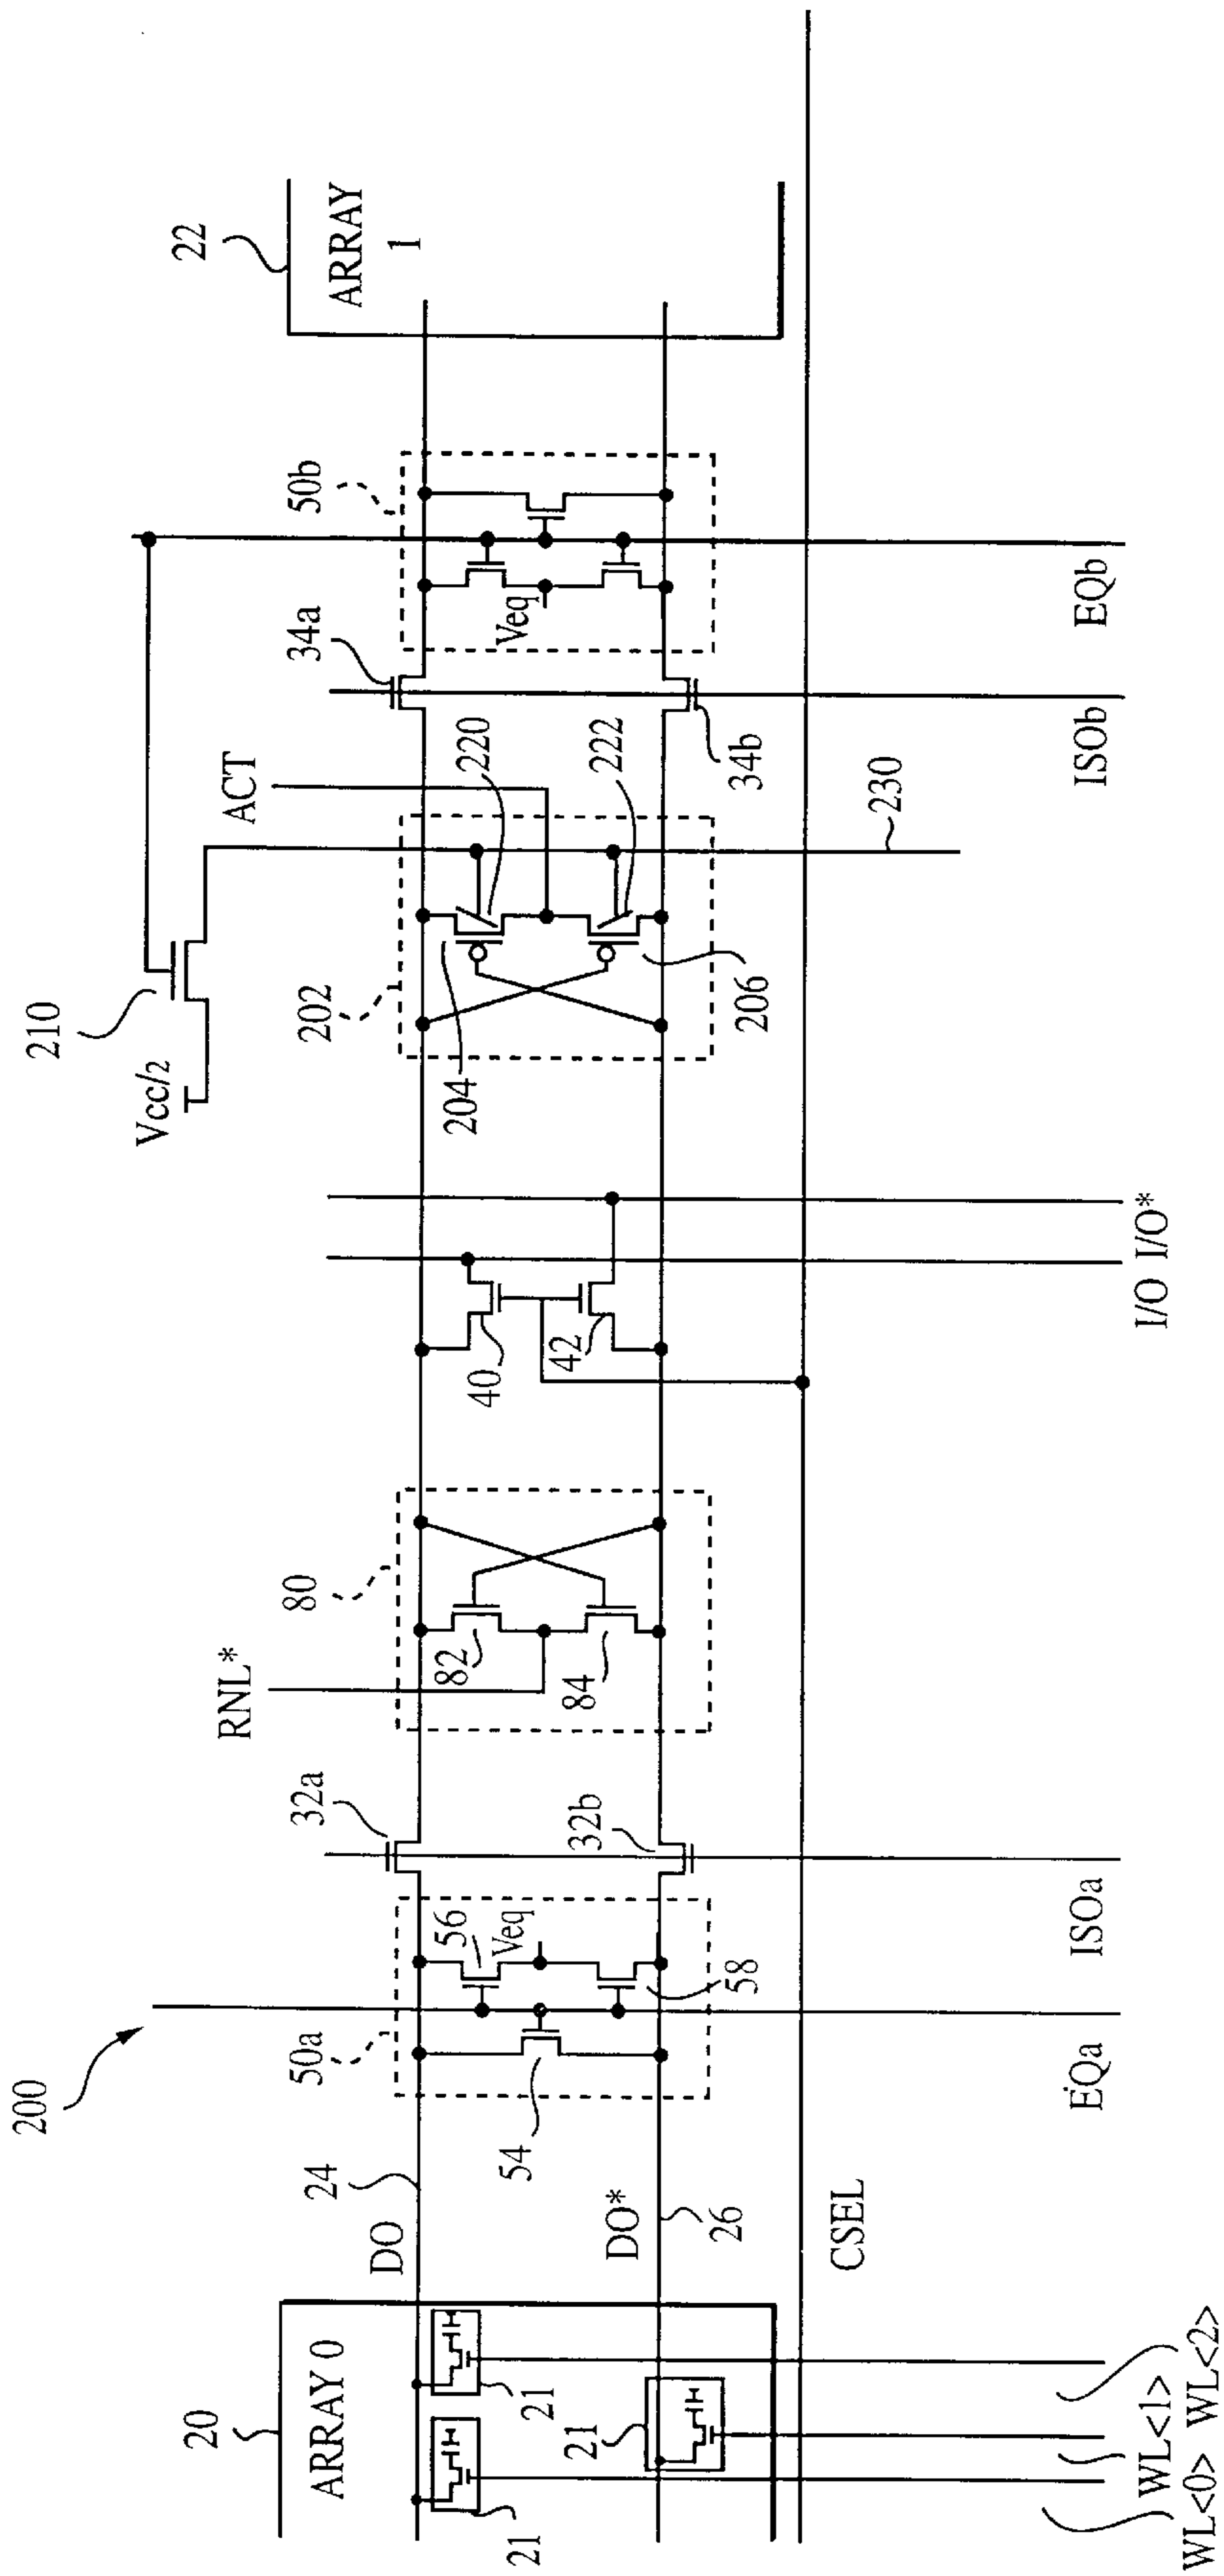 200
20
ARRAY 0
21
21
21
WL<0>
WL<1>
WL<2>
DO
24
DO*
26
CSEL
50a
54
56
Veq
58
EQa
32a
32b
ISOa
RNL*
80
82
84
40
42
I/O
I/O*
Vcc/2
210
202
204
206
ACT
220
222
230
34a
34b
ISOb
50b
Veq
EQb
22
ARRAY
1